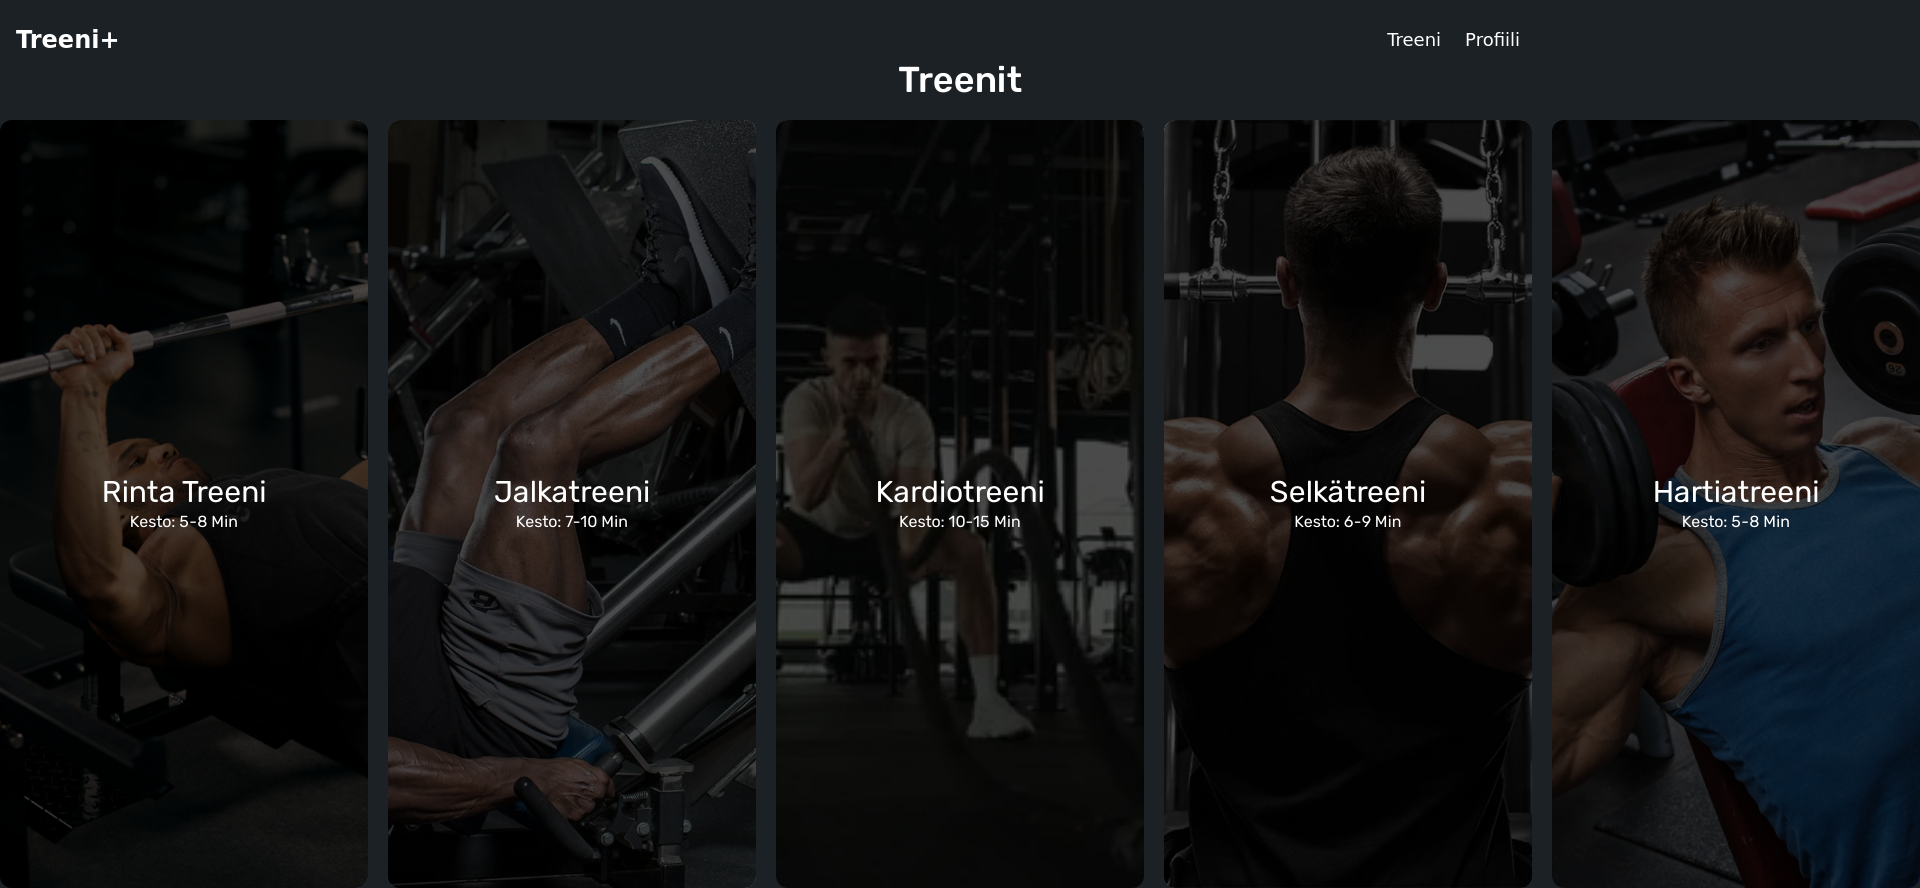 Treeni+
Treeni
Profiili
Treenit
Rinta Treeni
Kesto: 5-8 Min
Jalkatreeni
Kesto: 7-10 Min
Kardiotreeni
Kesto: 10-15 Min
Selkätreeni
Kesto: 6-9 Min
Hartiatreeni
Kesto: 5-8 Min